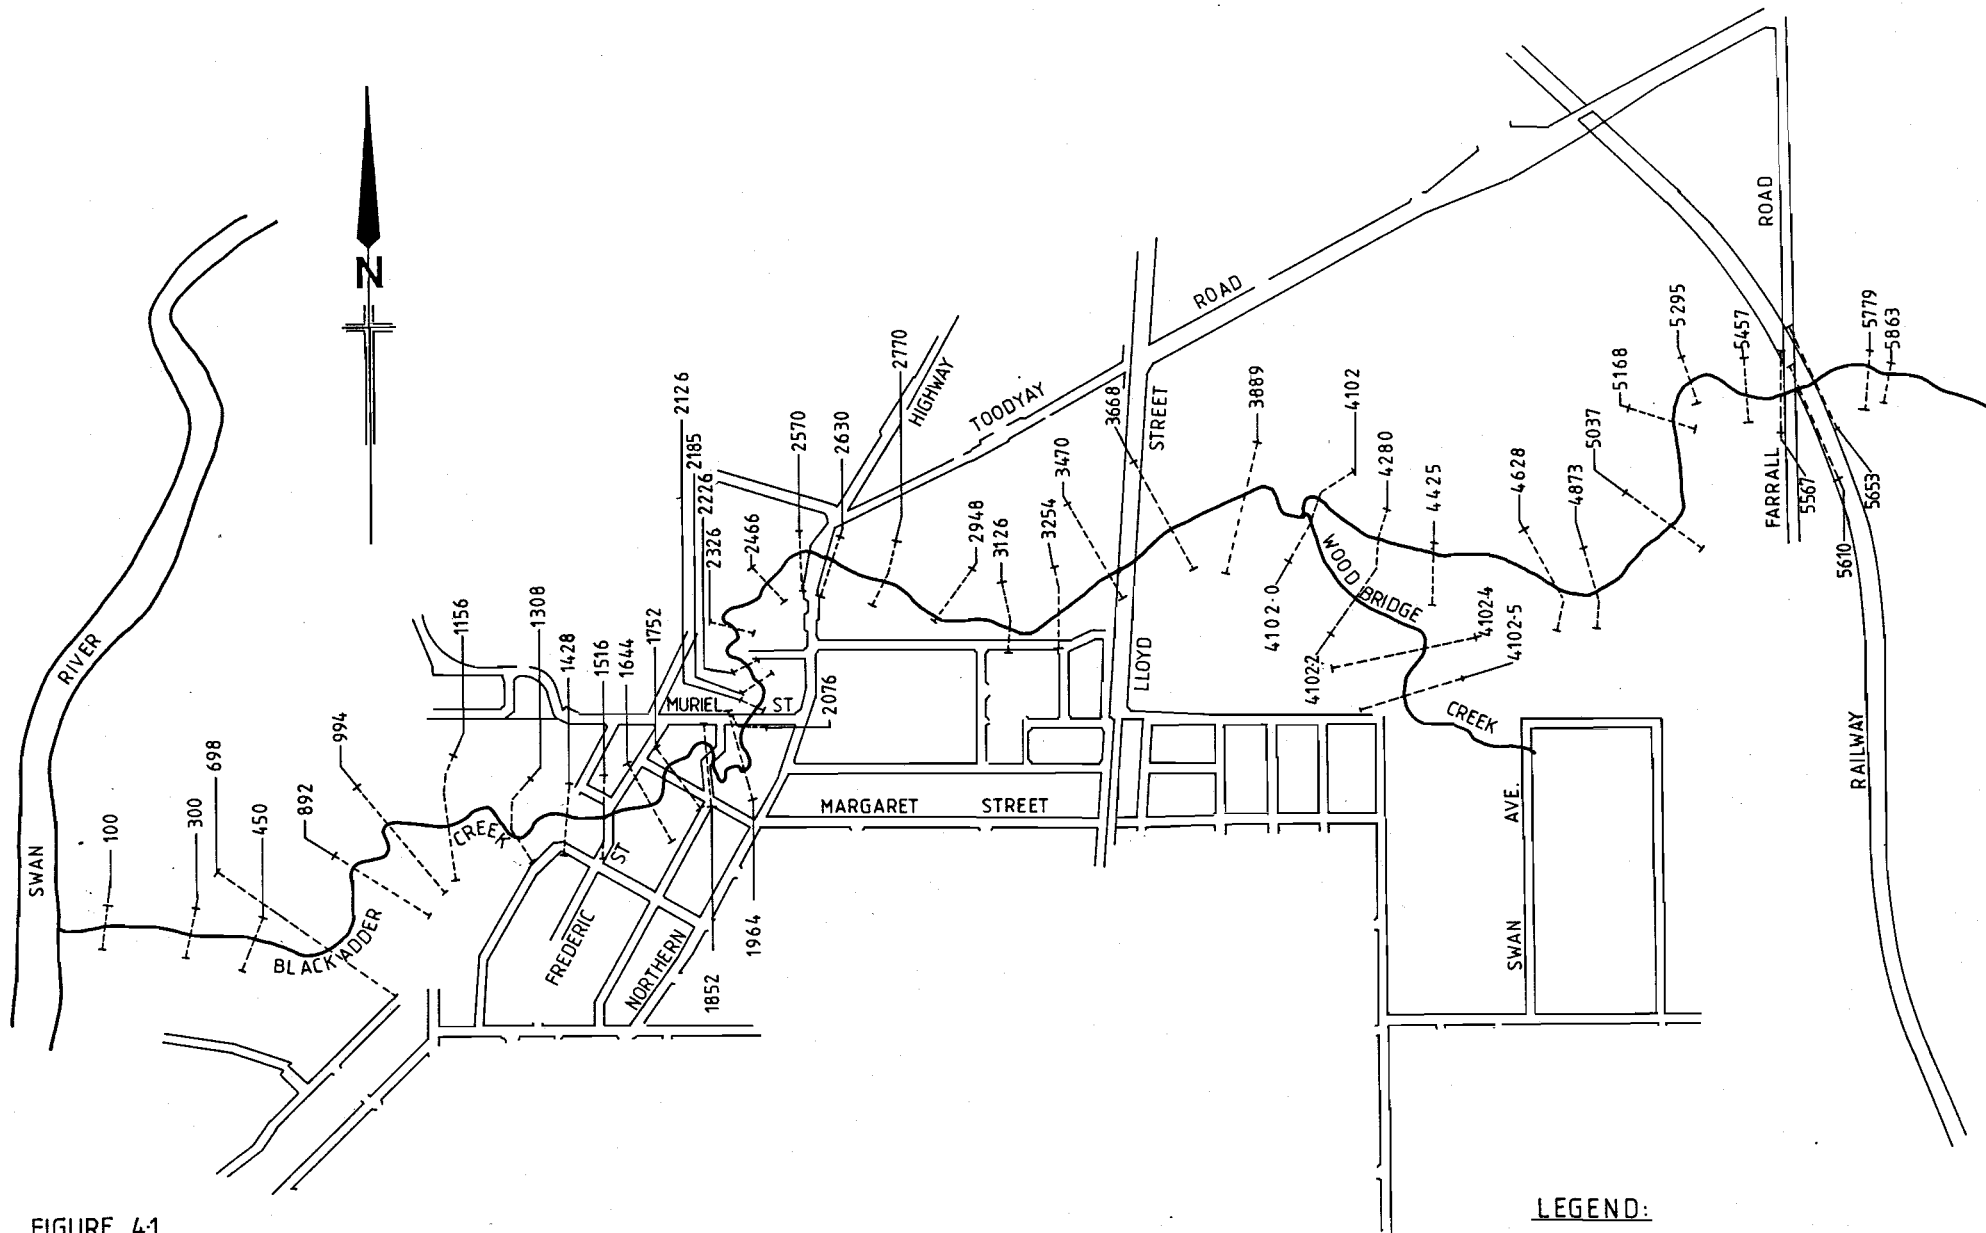 N
SWAN
RIVER
100
300
698
450
892
994
1156
1308
1428
1516
1644
1752
2126
2185
2226
2326
2466
2570
2630
2770
2948
3126
3254
3470
3668
3889
4102
4280
4425
4628
4873
5037
5168
5295
5457
5779
5863
5567
5610
5653
HIGHWAY
TOODYAY
ROAD
STREET
LLOYD
ROAD
FARRALL
RAILWAY
WOOD BRIDGE
CREEK
4102·0
4102·2
4102·4
4102·5
MURIEL ST
2076
MARGARET STREET
BLACKADDER
CREEK
FREDERIC
ST
NORTHERN
1852
1964
SWAN
AVE.
FIGURE 4·1
LEGEND: